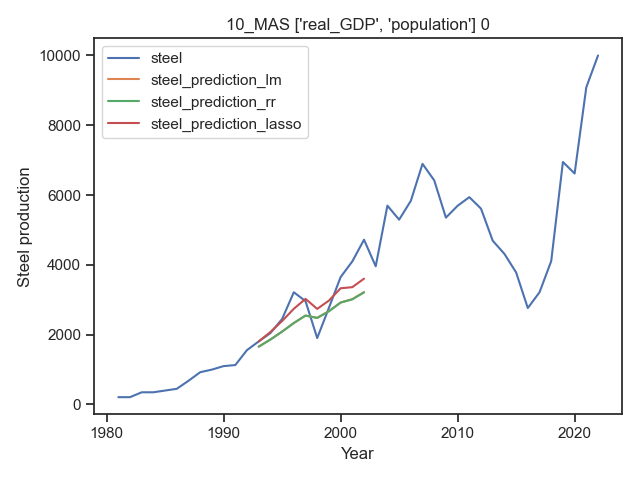 10_MAS ['real_GDP', 'population'] 0
steel
steel_prediction_lm
steel_prediction_rr
steel_prediction_lasso
10000
8000
6000
4000
2000
0
Steel production
1980
1990
2000
2010
2020
Year